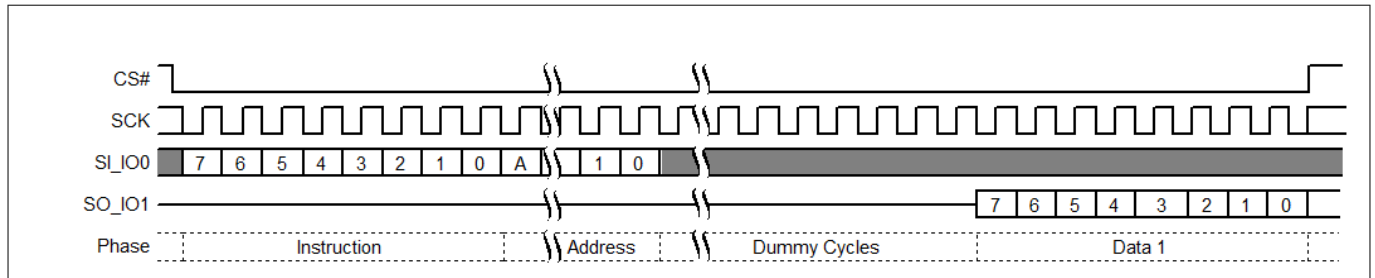 CS#
SCK
SI_IO0 7 6 5 4 3 2 1 0 A 1 0
SO_IO1 7 6 5 4 3 2 1 0
Phase Instruction Address Dummy Cycles Data 1